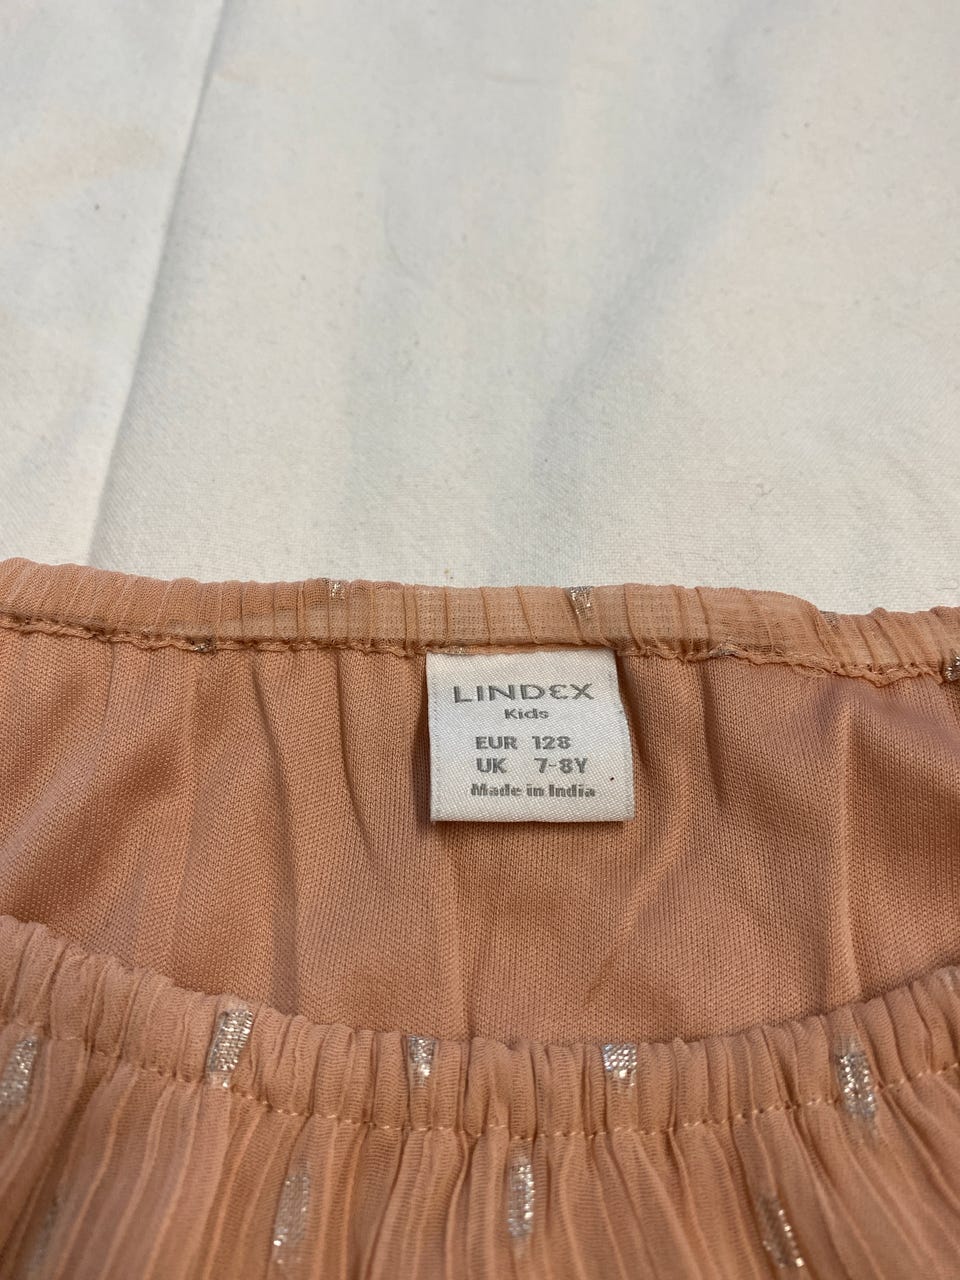 LINDEX
Kids
EUR 128
UK 7-8Y
Made in India